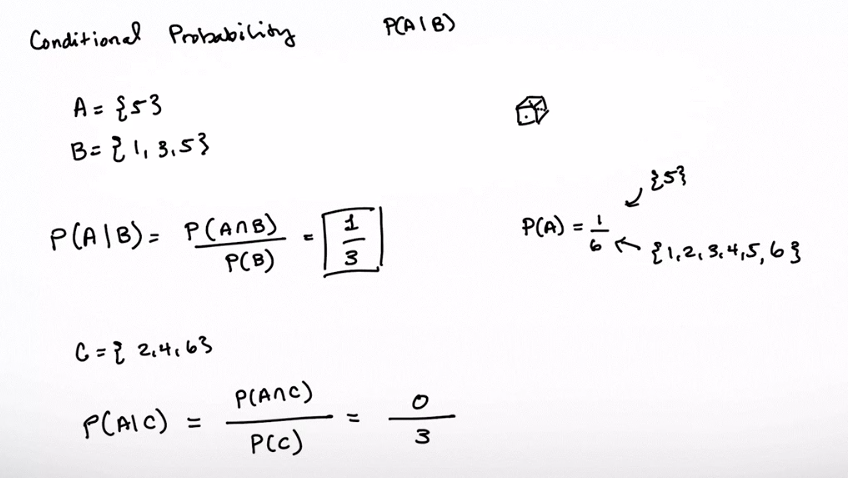 Conditional Probability P(A|B)
A = {5}
B = {1, 3, 5}
{5}
P(A|B) = P(A∩B) / P(B) = 1/3
P(A) = 1/6
{1, 2, 3, 4, 5, 6}
C = { 2, 4, 6}
P(A|C) = P(A∩C) / P(C) = 0/3